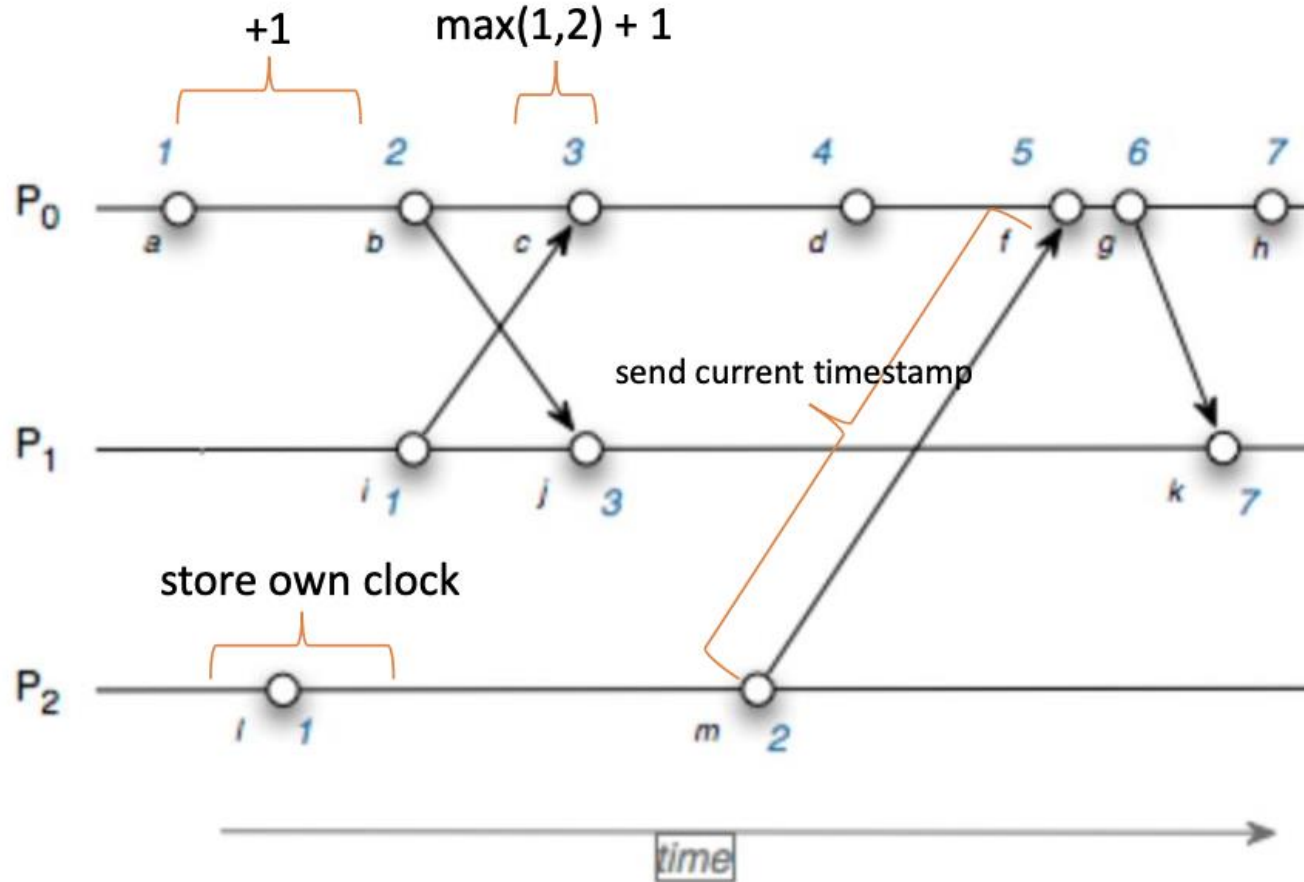 +1
max(1,2) + 1
1 2 3 4 5 6 7
P0
a b c d f g h
send current timestamp
P1
i 1 j 3 k 7
store own clock
P2
l 1 m 2
time